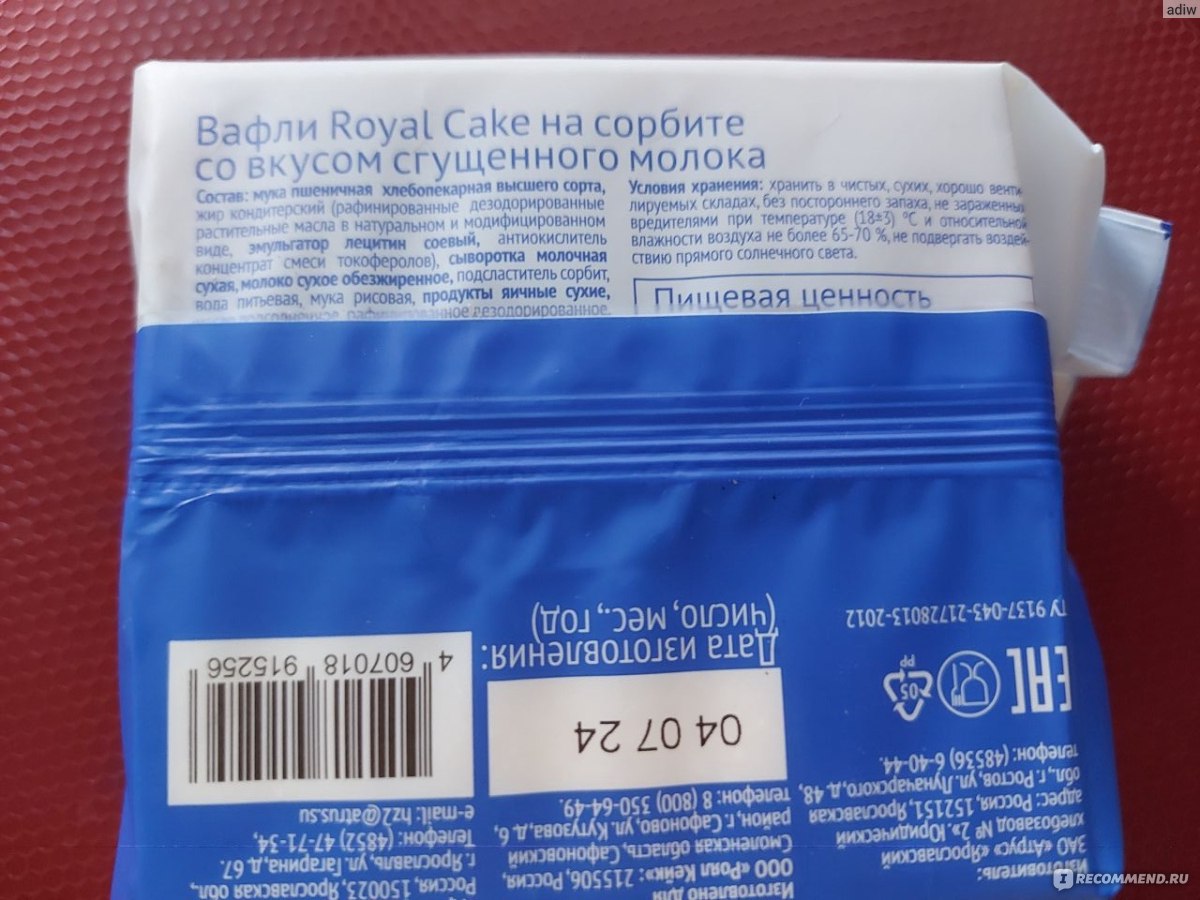 adiw
Вафли Royal Cake на сорбите
со вкусом сгущенного молока
Состав: мука пшеничная хлебопекарная высшего сорта,
жир кондитерский (рафинированные дезодорированные
растительные масла в натуральном и модифицированном
виде, эмульгатор лецитин соевый, антиокислитель
концентрат смеси токоферолов), сыворотка молочная
сухая, молоко сухое обезжиренное, подсластитель сорбит,
вода питьевая, мука рисовая, продукты яичные сухие,
рафинированное дезодорированное,
Условия хранения: хранить в чистых, сухих, хорошо венти-
лируемых складах, без постороннего запаха, не зараженных
вредителями при температуре (18±3) °С и относительной
влажности воздуха не более 65-70 %, не подвергать воздей-
ствию прямого солнечного света.
Пищевая ценность
Изготовитель:
ЗАО «Атрус» «Ярославский
хлебозавод № 2». Юридический
адрес: Россия, 152151, Ярославская
обл., г. Ростов, ул. Луначарского, д. 48,
телефон: (48536) 6-40-44.
05
PP
EAC
ТУ 9137-043-21728013-2012
Изготовлено для
ООО «Роял Кейк»: 215506, Россия,
Смоленская область, Сафоновский
район, г. Сафоново, ул. Кутузова, д. 6,
телефон: 8 (800) 350-64-49.
04 07 24
Дата изготовления:
(число, мес., год)
Россия, 150023, Ярославская обл.,
г. Ярославль, ул. Гагарина, д. 67.
Телефон: (4852) 47-71-34,
e-mail: hz2@atrus.su
4 607018 915256
IRECOMMEND.RU